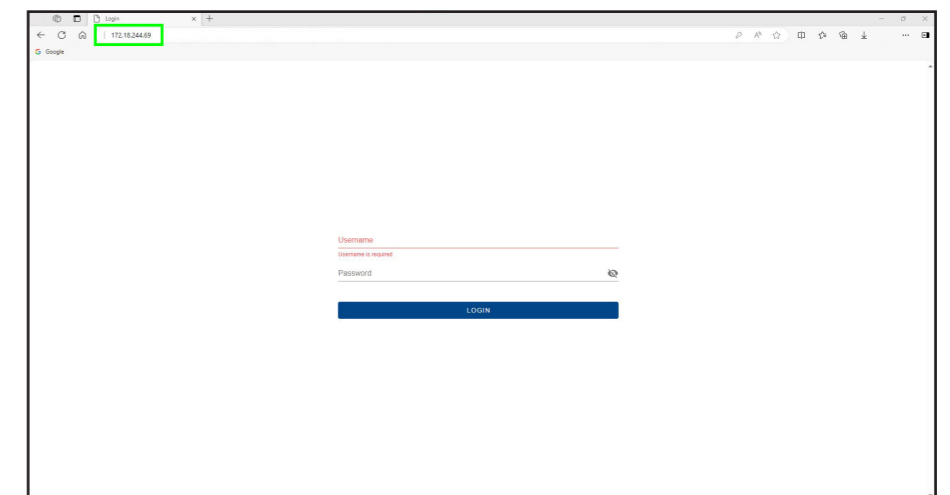 Login
172.18.244.69
G Google
Username
Username is required
Password
LOGIN